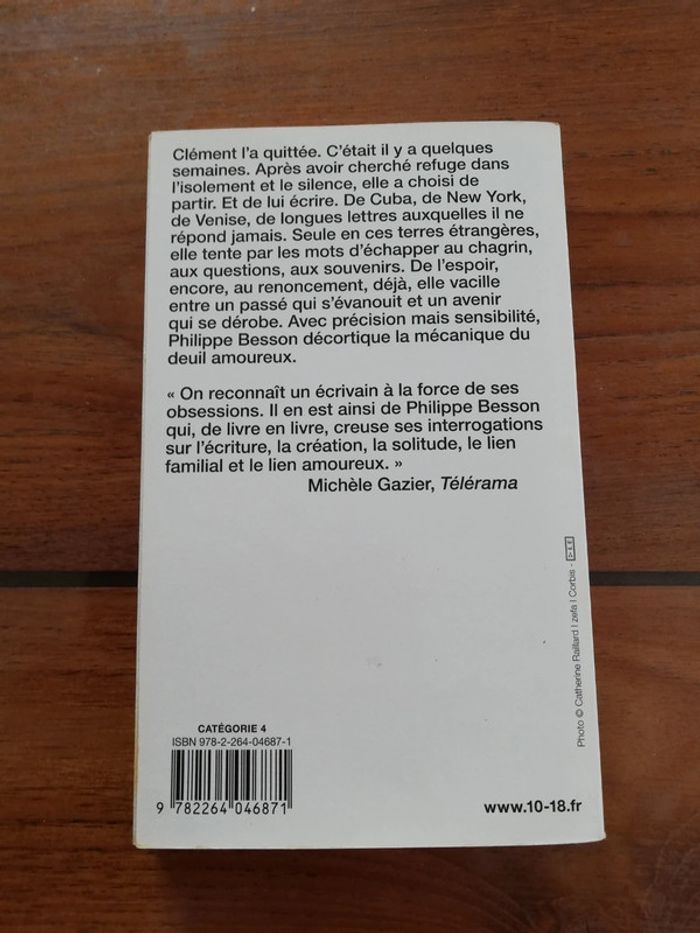 Clément l'a quittée. C'était il y a quelques
semaines. Après avoir cherché refuge dans
l'isolement et le silence, elle a choisi de
partir. Et de lui écrire. De Cuba, de New York,
de Venise, de longues lettres auxquelles il ne
répond jamais. Seule en ces terres étrangères,
elle tente par les mots d'échapper au chagrin,
aux questions, aux souvenirs. De l'espoir,
encore, au renoncement, déjà, elle vacille
entre un passé qui s'évanouit et un avenir
qui se dérobe. Avec précision mais sensibilité,
Philippe Besson décortique la mécanique du
deuil amoureux.
« On reconnaît un écrivain à la force de ses
obsessions. Il en est ainsi de Philippe Besson
qui, de livre en livre, creuse ses interrogations
sur l'écriture, la création, la solitude, le lien
familial et le lien amoureux. »
Michèle Gazier, Télérama
Photo © Catherine Raillard | zefa | Corbis -
CATÉGORIE 4
ISBN 978-2-264-04687-1
9 782264 046871
www.10-18.fr